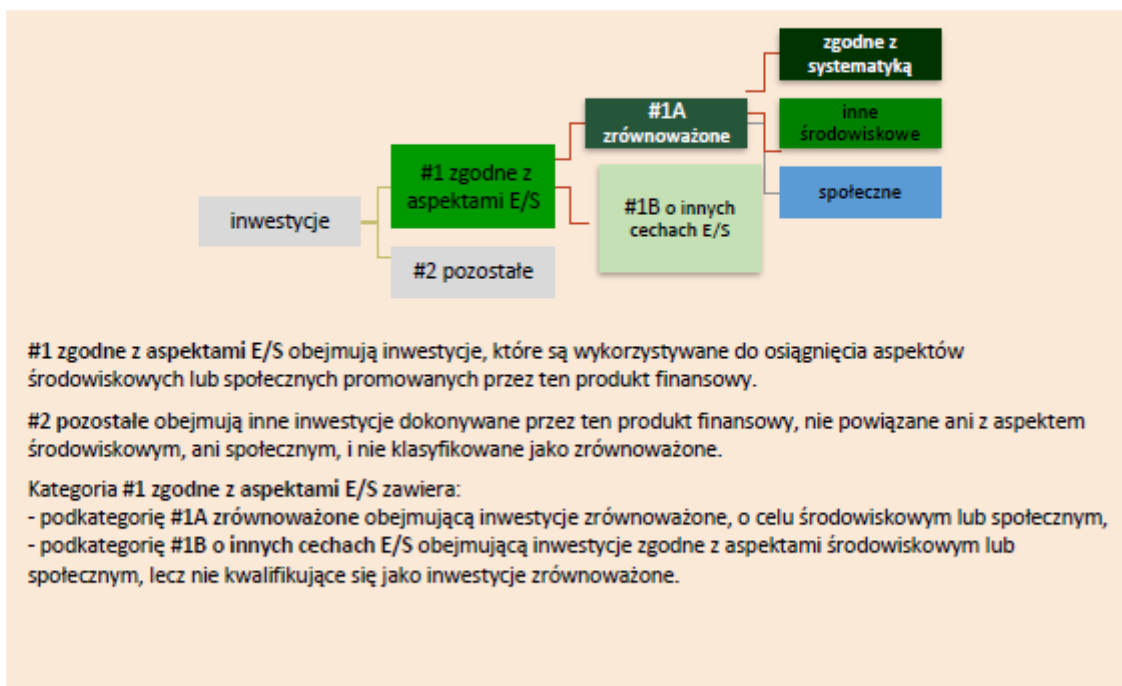 zgodne z
systematyką
#1A
zrównoważone
inne
środowiskowe
#1 zgodne z
aspektami E/S
społeczne
#1B o innych
cechach E/S
inwestycje
#2 pozostałe
#1 zgodne z aspektami E/S obejmują inwestycje, które są wykorzystywane do osiągnięcia aspektów
środowiskowych lub społecznych promowanych przez ten produkt finansowy.
#2 pozostałe obejmują inne inwestycje dokonywane przez ten produkt finansowy, nie powiązane ani z aspektem
środowiskowym, ani społecznym, i nie klasyfikowane jako zrównoważone.
Kategoria #1 zgodne z aspektami E/S zawiera:
- podkategorię #1A zrównoważone obejmującą inwestycje zrównoważone, o celu środowiskowym lub społecznym,
- podkategorię #1B o innych cechach E/S obejmującą inwestycje zgodne z aspektami środowiskowym lub
społecznym, lecz nie kwalifikujące się jako inwestycje zrównoważone.